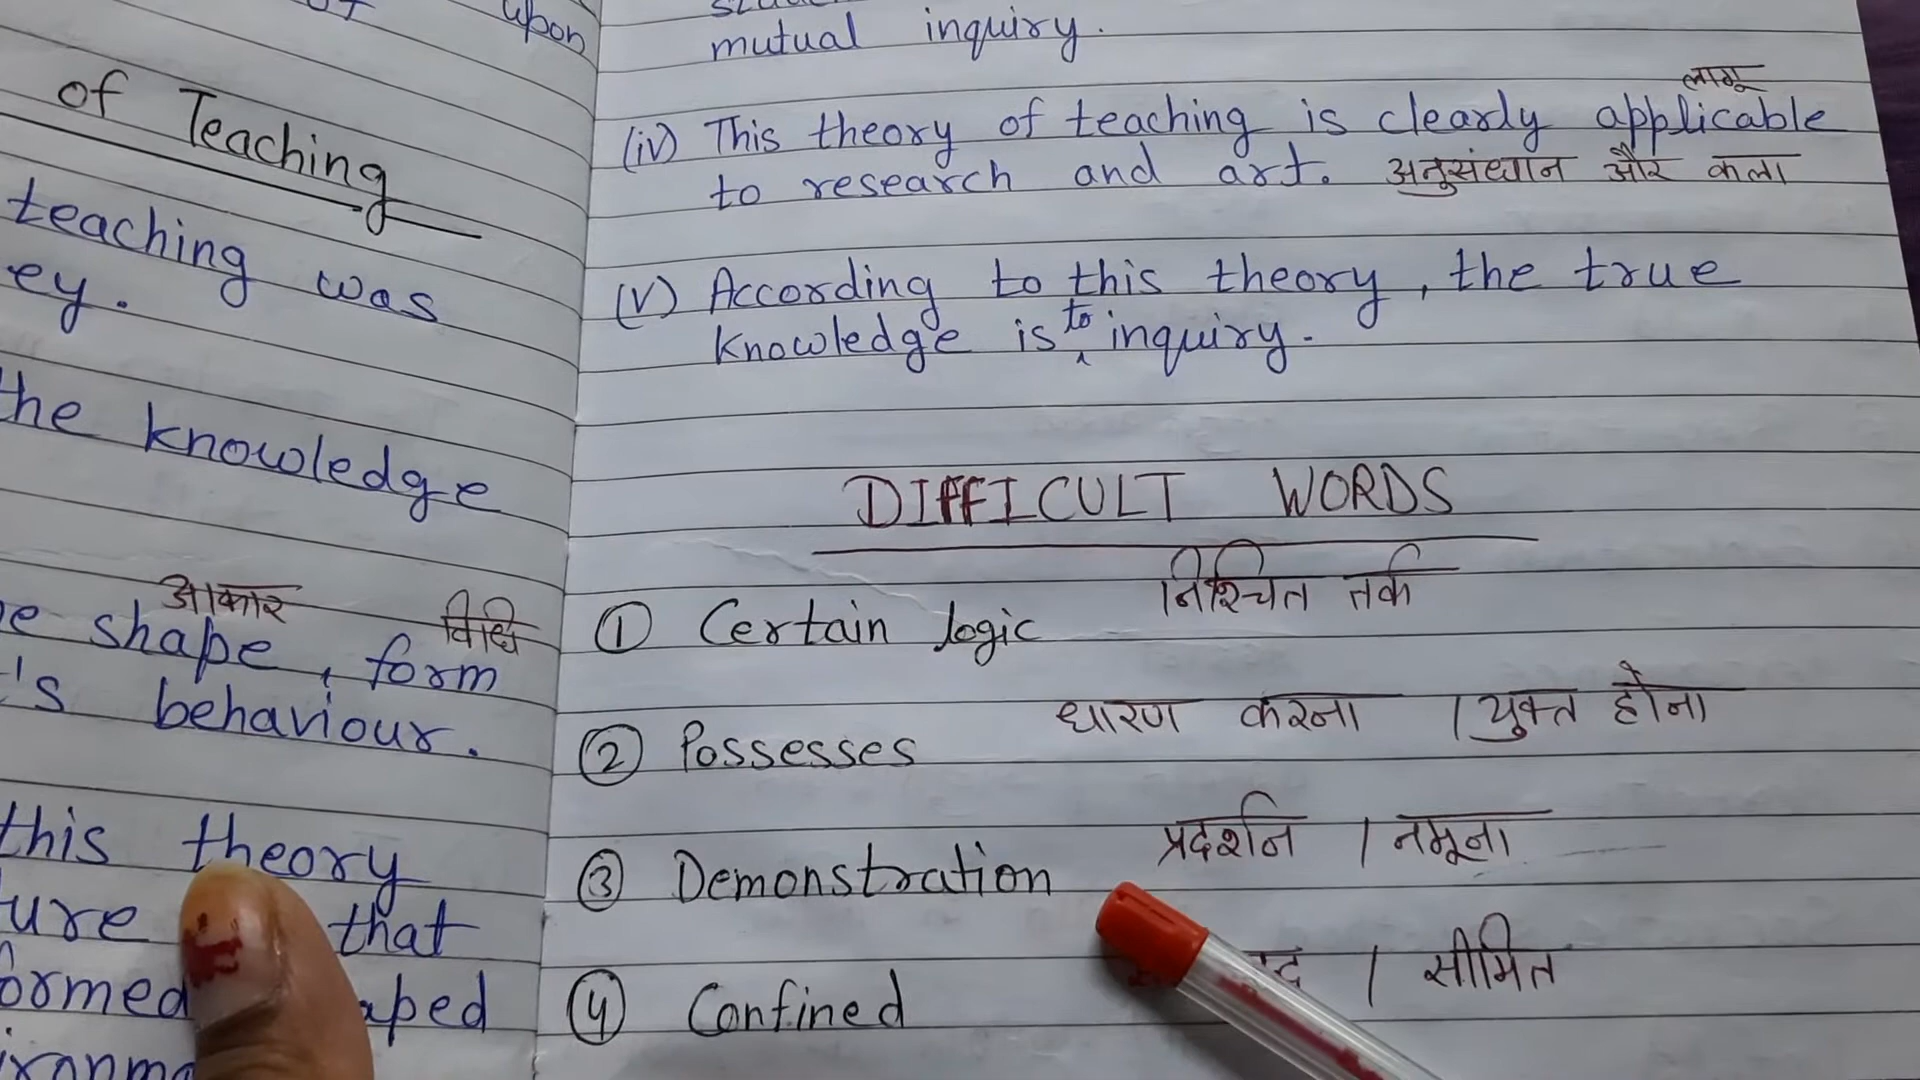 upon
of Teaching
teaching was
ey.
the knowledge
आकार
विधि
e shape, form
's behaviour.
this theory
ure that
ormed aped
mutual inquiry.
लागू
(iv) This theory of teaching is clearly applicable
to research and art. अनुसंधान और कला
(V) According to this theory, the true
knowledge is to inquiry.
DIFFICULT WORDS
निश्चित तर्क
① Certain logic
धारण करना / युक्त होना
② Possesses
प्रदर्शन / नमूना
③ Demonstration
/ सीमित
④ Confined